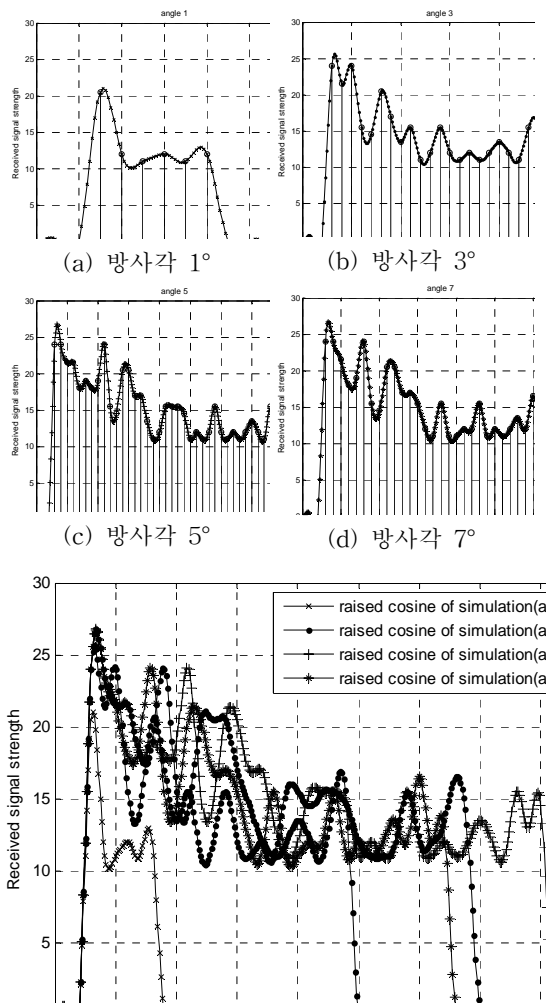 angle 1
30
25
20
15
10
5
Received signal strength
(a) 방사각 1°
angle 3
30
25
20
15
10
5
Received signal strength
(b) 방사각 3°
angle 5
30
25
20
15
10
5
Received signal strength
(c) 방사각 5°
angle 7
30
25
20
15
10
5
Received signal strength
(d) 방사각 7°
30
25
20
15
10
5
Received signal strength
raised cosine of simulation(a
raised cosine of simulation(a
raised cosine of simulation(a
raised cosine of simulation(a